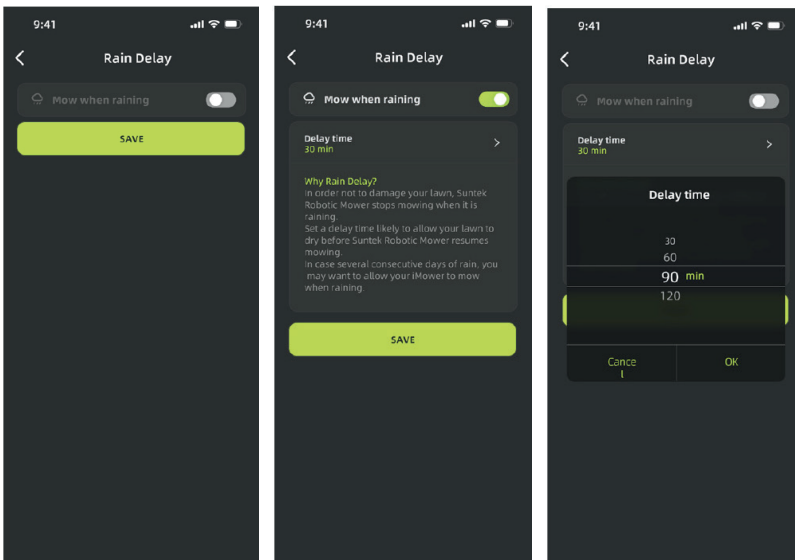 9:41
Rain Delay
Mow when raining
SAVE
9:41
Rain Delay
Mow when raining
Delay time
30 min
Why Rain Delay?
In order not to damage your lawn, Suntek
Robotic Mower stops mowing when it is
raining.
Set a delay time likely to allow your lawn to
dry before Suntek Robotic Mower resumes
mowing.
In case several consecutive days of rain, you
may want to allow your iMower to mow
when raining.
SAVE
9:41
Rain Delay
Mow when raining
Delay time
30 min
Delay time
30
60
90 min
120
Cance
l
OK